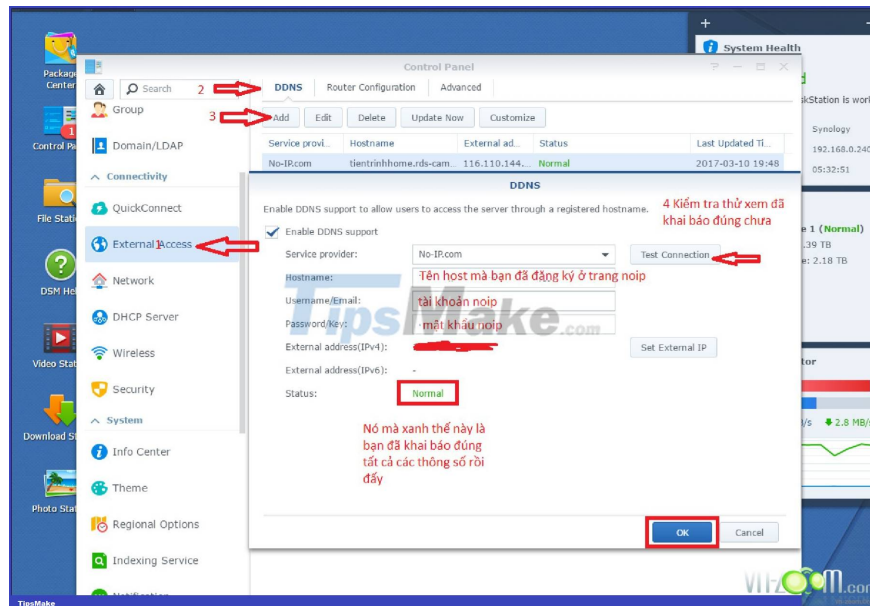 Package
Center
Control Pa
File Stati
DSM Hel
Video Stat
Download St
Photo Stat
Control Panel
Search
2
DDNS
Router Configuration
Advanced
Group
3
Add
Edit
Delete
Update Now
Customize
Domain/LDAP
Service provi...
Hostname
External ad...
Status
Last Updated Ti...
No-IP.com
tientrinhhome.rds-cam...
116.110.144....
Normal
2017-03-10 19:48
Connectivity
QuickConnect
External Access
1
Network
DHCP Server
Wireless
Security
System
Info Center
Theme
Regional Options
Indexing Service
Notification
DDNS
Enable DDNS support to allow users to access the server through a registered hostname.
4 Kiểm tra thử xem đã
khai báo đúng chưa
Enable DDNS support
Service provider:
No-IP.com
Test Connection
Hostname:
Tên host mà bạn đã đặng ký ở trang noip
Username/Email:
tài khoản noip
Password/Key:
mật khẩu noip
External address(IPv4):
Set External IP
External address(IPv6):
-
Status:
Normal
Nó mà xanh thế này là
bạn đã khai báo đúng
tất cả các thông số rồi
đấy
OK
Cancel
TipsMake.com
System Health
skStation is wor
Synology
192.168.0.240
05:32:51
e 1 (Normal)
.39 TB
e: 2.18 TB
tor
2.8 MB/
TipsMake